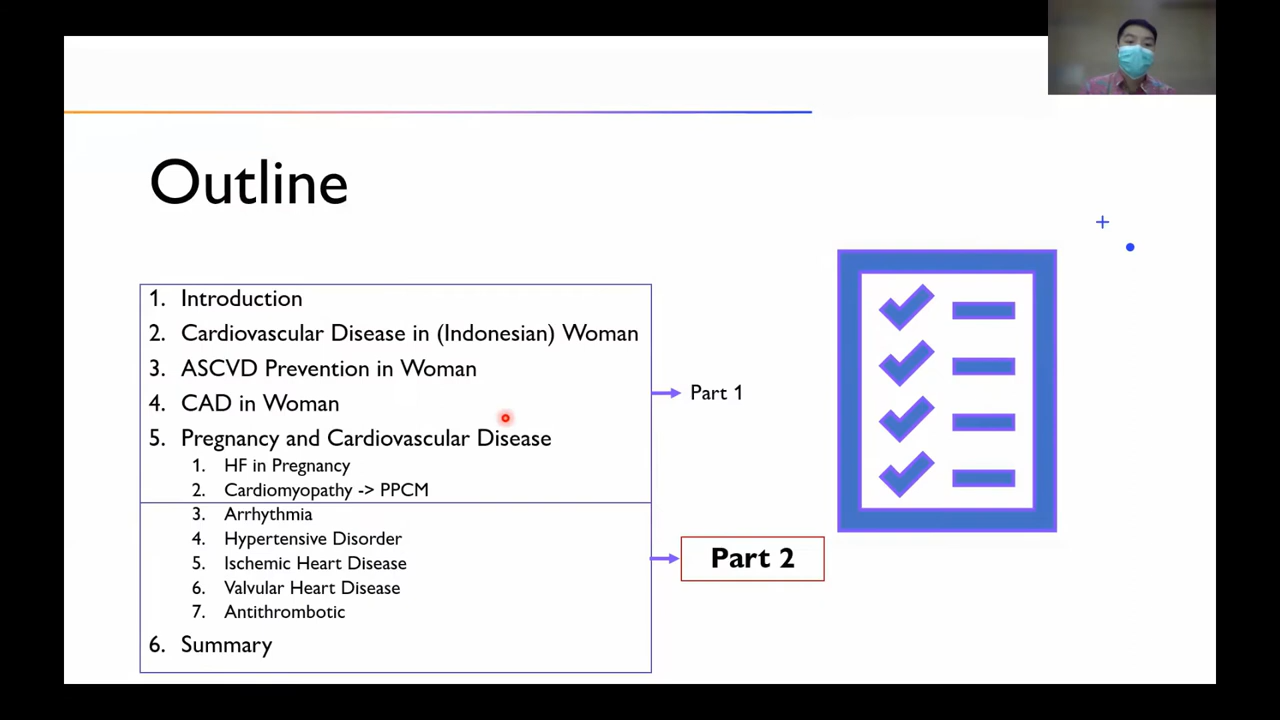 Outline
1. Introduction
2. Cardiovascular Disease in (Indonesian) Woman
3. ASCVD Prevention in Woman
4. CAD in Woman
5. Pregnancy and Cardiovascular Disease
1. HF in Pregnancy
2. Cardiomyopathy -> PPCM
Part 1
3. Arrhythmia
4. Hypertensive Disorder
5. Ischemic Heart Disease
6. Valvular Heart Disease
7. Antithrombotic
6. Summary
Part 2